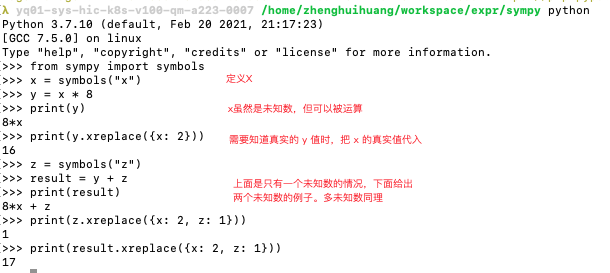 [λ yq01-sys-hic-k8s-v100-qm-a223-0007 /home/zhenghuihuang/workspace/expr/sympy python
Python 3.7.10 (default, Feb 20 2021, 21:17:23)
[GCC 7.5.0] on linux
Type "help", "copyright", "credits" or "license" for more information.
[>>> from sympy import symbols
[>>> x = symbols("x") 定义X
[>>> y = x * 8
[>>> print(y) x虽然是未知数，但可以被运算
8*x
[>>> print(y.xreplace({x: 2})) 需要知道真实的 y 值时，把 x 的真实值代入
16
[>>> z = symbols("z")
[>>> result = y + z 上面是只有一个未知数的情况，下面给出
[>>> print(result) 两个未知数的例子。多未知数同理
8*x + z
[>>> print(z.xreplace({x: 2, z: 1}))
1
[>>> print(result.xreplace({x: 2, z: 1}))
17